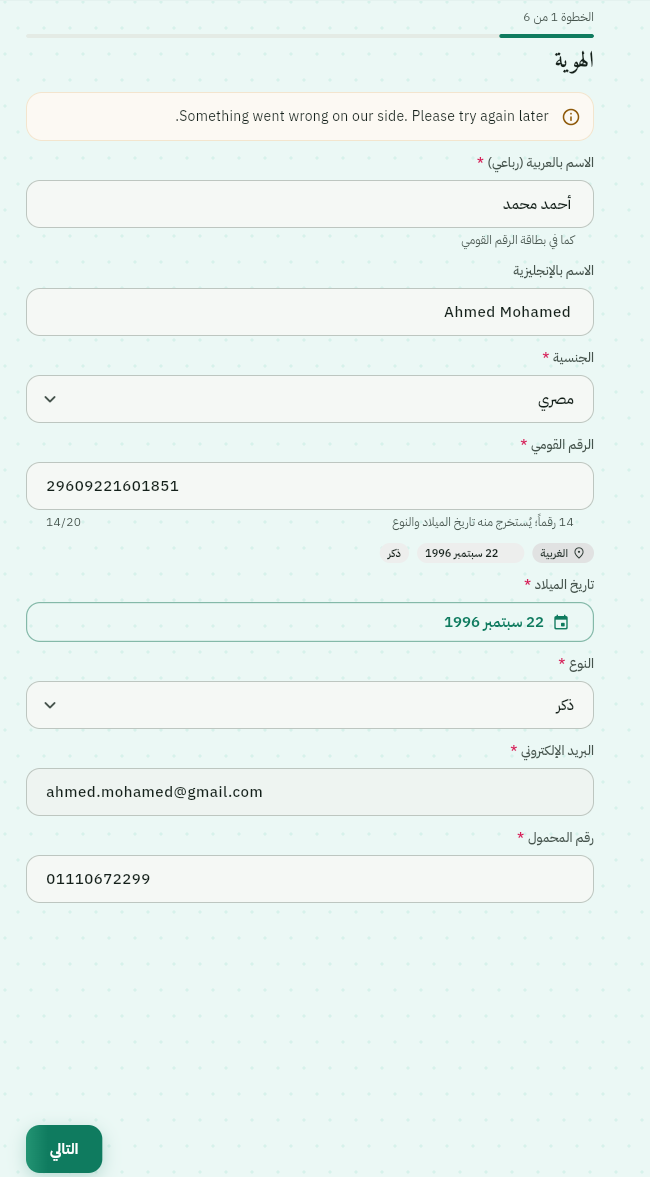 الخطوة 1 من 6
الهوية
Something went wrong on our side. Please try again later.
الاسم بالعربية (رباعي) *
أحمد محمد
كما في بطاقة الرقم القومي
الاسم بالإنجليزية
Ahmed Mohamed
الجنسية *
مصري
الرقم القومي *
29609221601851
14 رقماً؛ يُستخرج منه تاريخ الميلاد والنوع 14/20
الغربية 22 سبتمبر 1996 ذكر
تاريخ الميلاد *
22 سبتمبر 1996
النوع *
ذكر
البريد الإلكتروني *
ahmed.mohamed@gmail.com
رقم المحمول *
01110672299
التالي